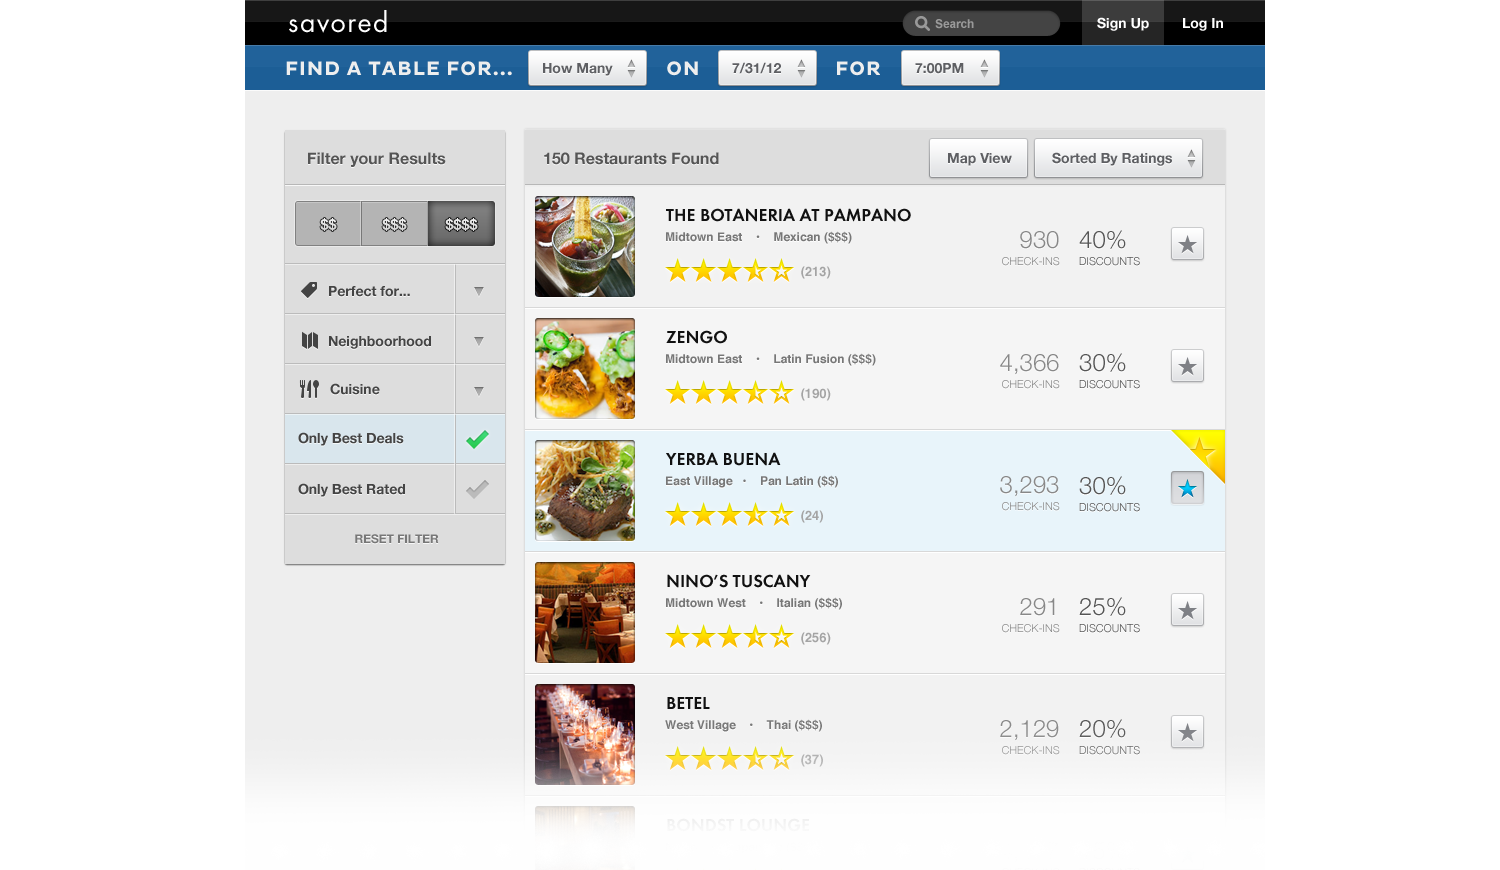 savored
Search
Sign Up
Log In
FIND A TABLE FOR... How Many ON 7/31/12 FOR 7:00PM
Filter your Results
$$ $$$ $$$$
Perfect for...
Neighboorhood
Cuisine
Only Best Deals
Only Best Rated
RESET FILTER
150 Restaurants Found
Map View
Sorted By Ratings
THE BOTANERIA AT PAMPANO
Midtown East · Mexican ($$$)
(213)
930 CHECK-INS
40% DISCOUNTS
ZENGO
Midtown East · Latin Fusion ($$$)
(190)
4,366 CHECK-INS
30% DISCOUNTS
YERBA BUENA
East Village · Pan Latin ($$)
(24)
3,293 CHECK-INS
30% DISCOUNTS
NINO’S TUSCANY
Midtown West · Italian ($$$)
(256)
291 CHECK-INS
25% DISCOUNTS
BETEL
West Village · Thai ($$$)
(37)
2,129 CHECK-INS
20% DISCOUNTS
BONDST LOUNGE